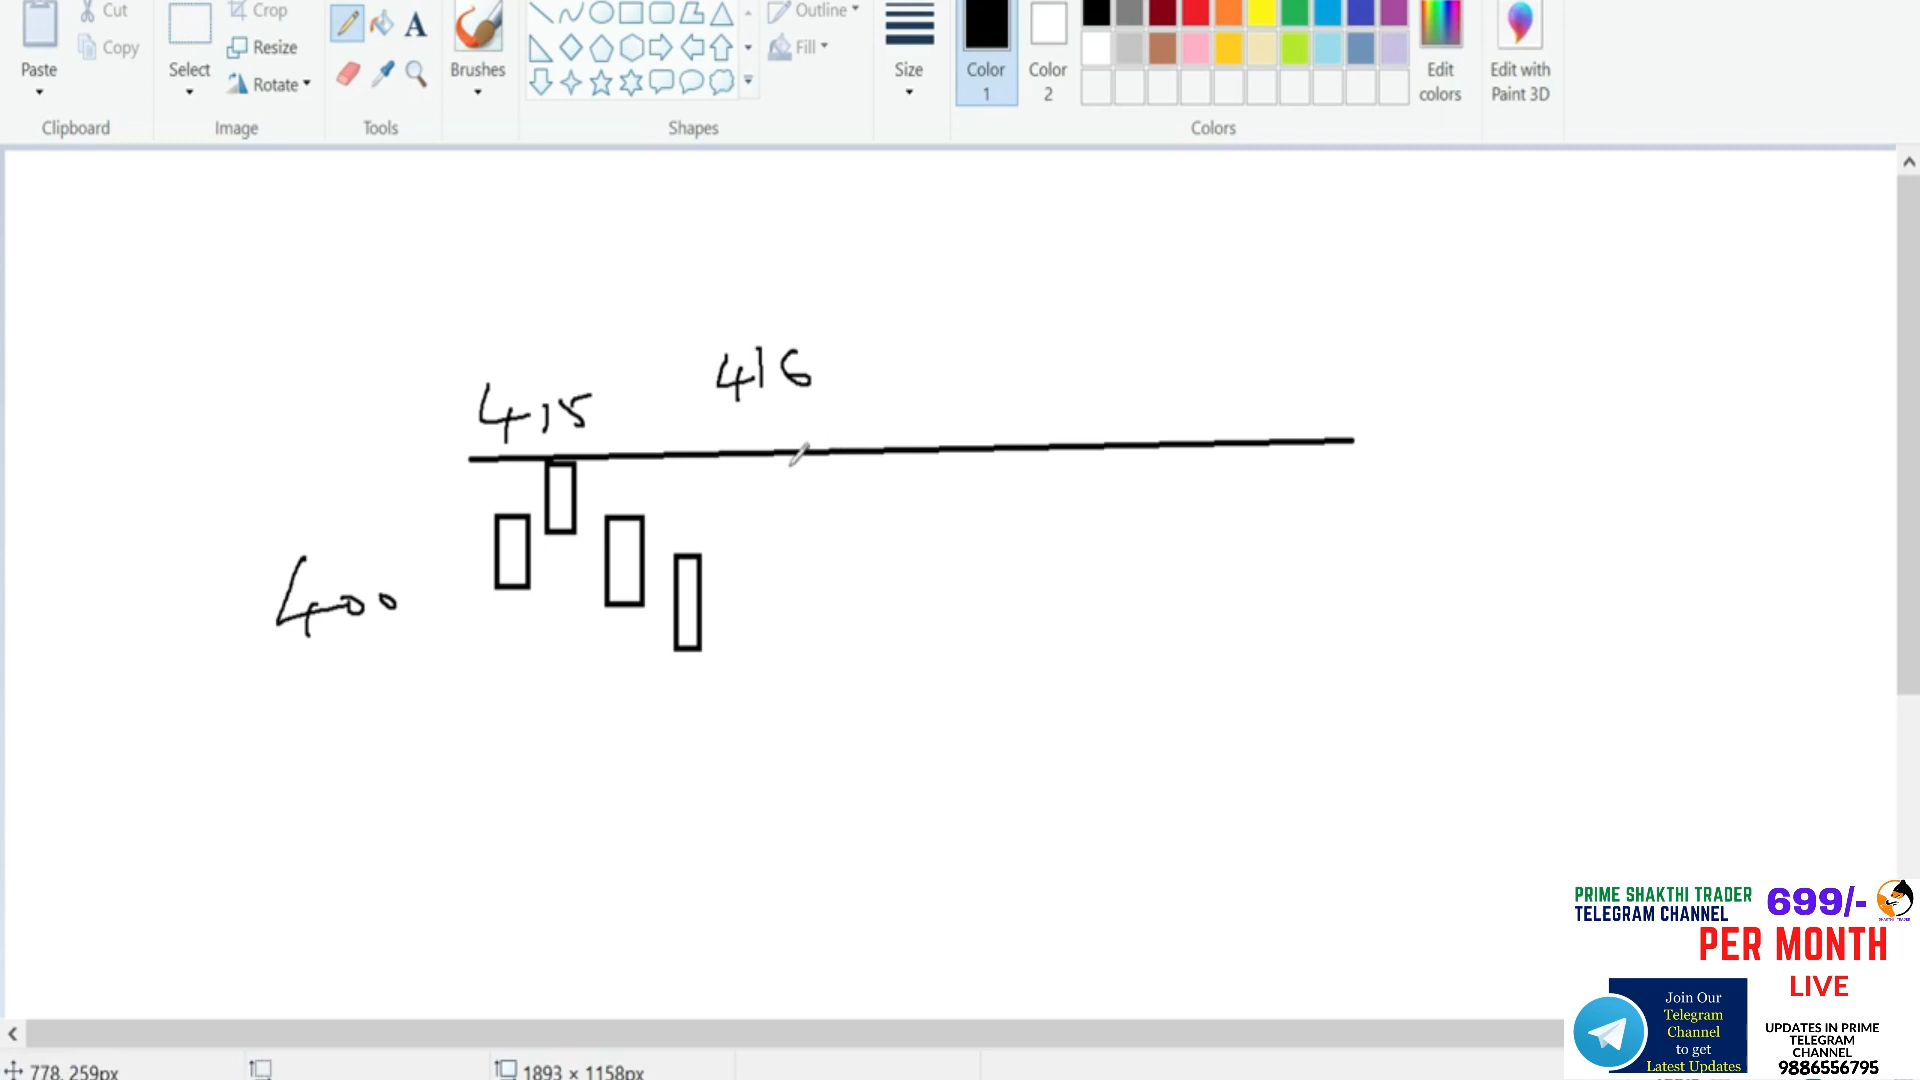 Paste
Cut
Copy
Clipboard
Select
Crop
Resize
Rotate
Image
Tools
Brushes
Shapes
Outline
Fill
Size
Color
1
Color
2
Colors
Edit
colors
Edit with
Paint 3D
415
416
400
PRIME SHAKTHI TRADER
TELEGRAM CHANNEL
699/-
PER MONTH
LIVE
Join Our
Telegram
Channel
to get
Latest Updates
UPDATES IN PRIME
TELEGRAM
CHANNEL
9886556795
778, 259px
1893 × 1158px